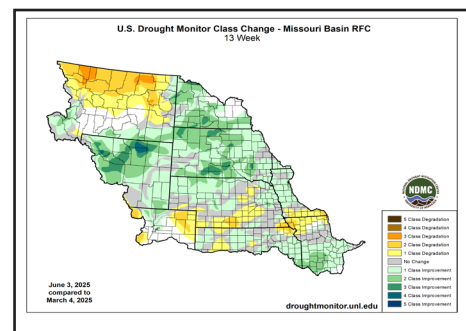 U.S. Drought Monitor Class Change - Missouri Basin RFC
13 Week
NDMC
5 Class Degradation
4 Class Degradation
3 Class Degradation
2 Class Degradation
1 Class Degradation
No Change
1 Class Improvement
2 Class Improvement
3 Class Improvement
4 Class Improvement
5 Class Improvement
June 3, 2025
compared to
March 4, 2025
droughtmonitor.unl.edu